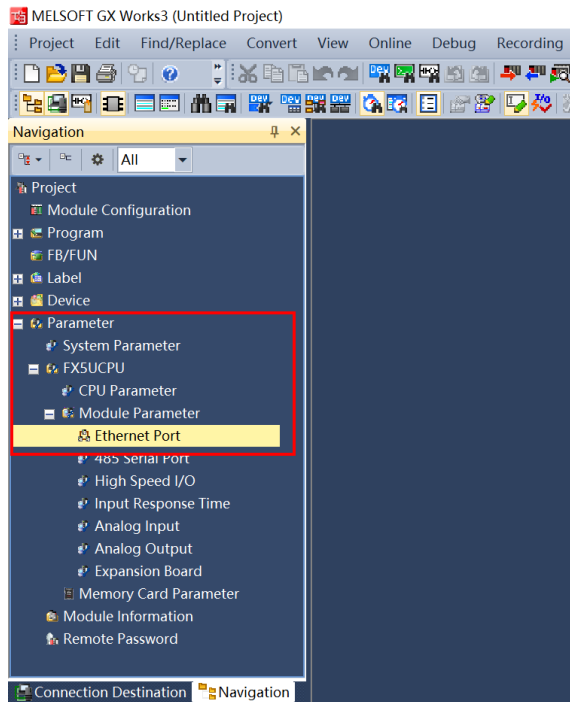 MELSOFT GX Works3 (Untitled Project)
Project Edit Find/Replace Convert View Online Debug Recording
Navigation
All
Project
Module Configuration
Program
FB/FUN
Label
Device
Parameter
System Parameter
FX5UCPU
CPU Parameter
Module Parameter
Ethernet Port
485 Serial Port
High Speed I/O
Input Response Time
Analog Input
Analog Output
Expansion Board
Memory Card Parameter
Module Information
Remote Password
Connection Destination Navigation